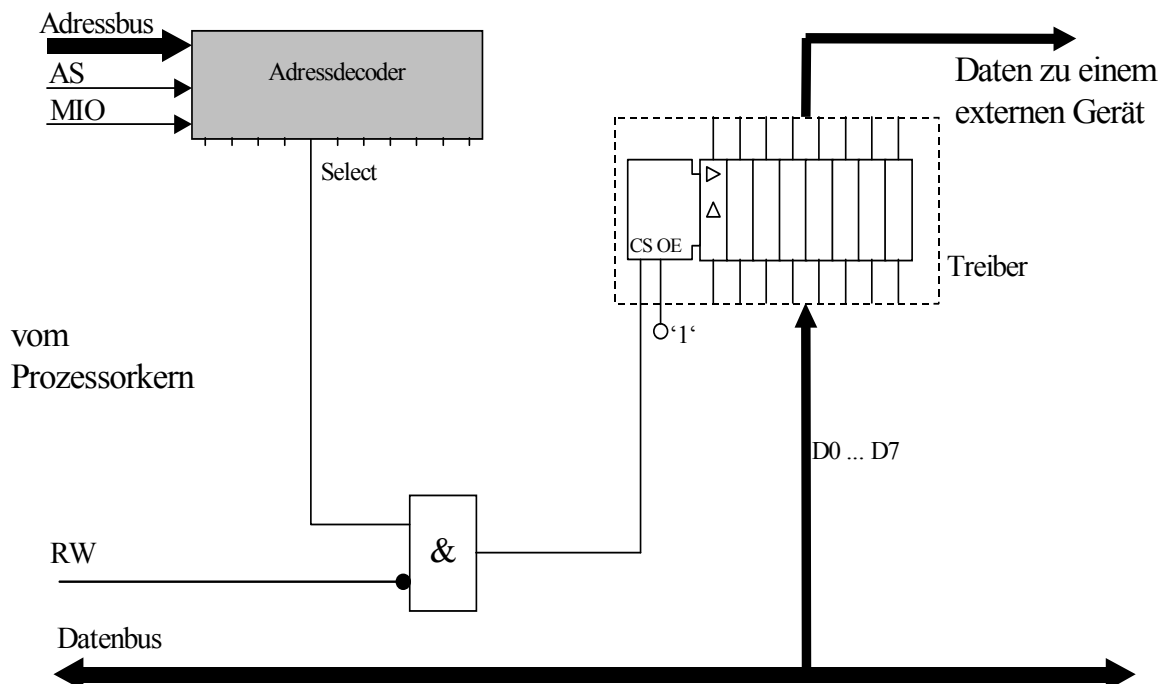 Adressbus
AS
MIO
Adressdecoder
Select
Daten zu einem
externen Gerät
CS OE
Treiber
‘1‘
vom
Prozessorkern
D0 ... D7
&
RW
Datenbus